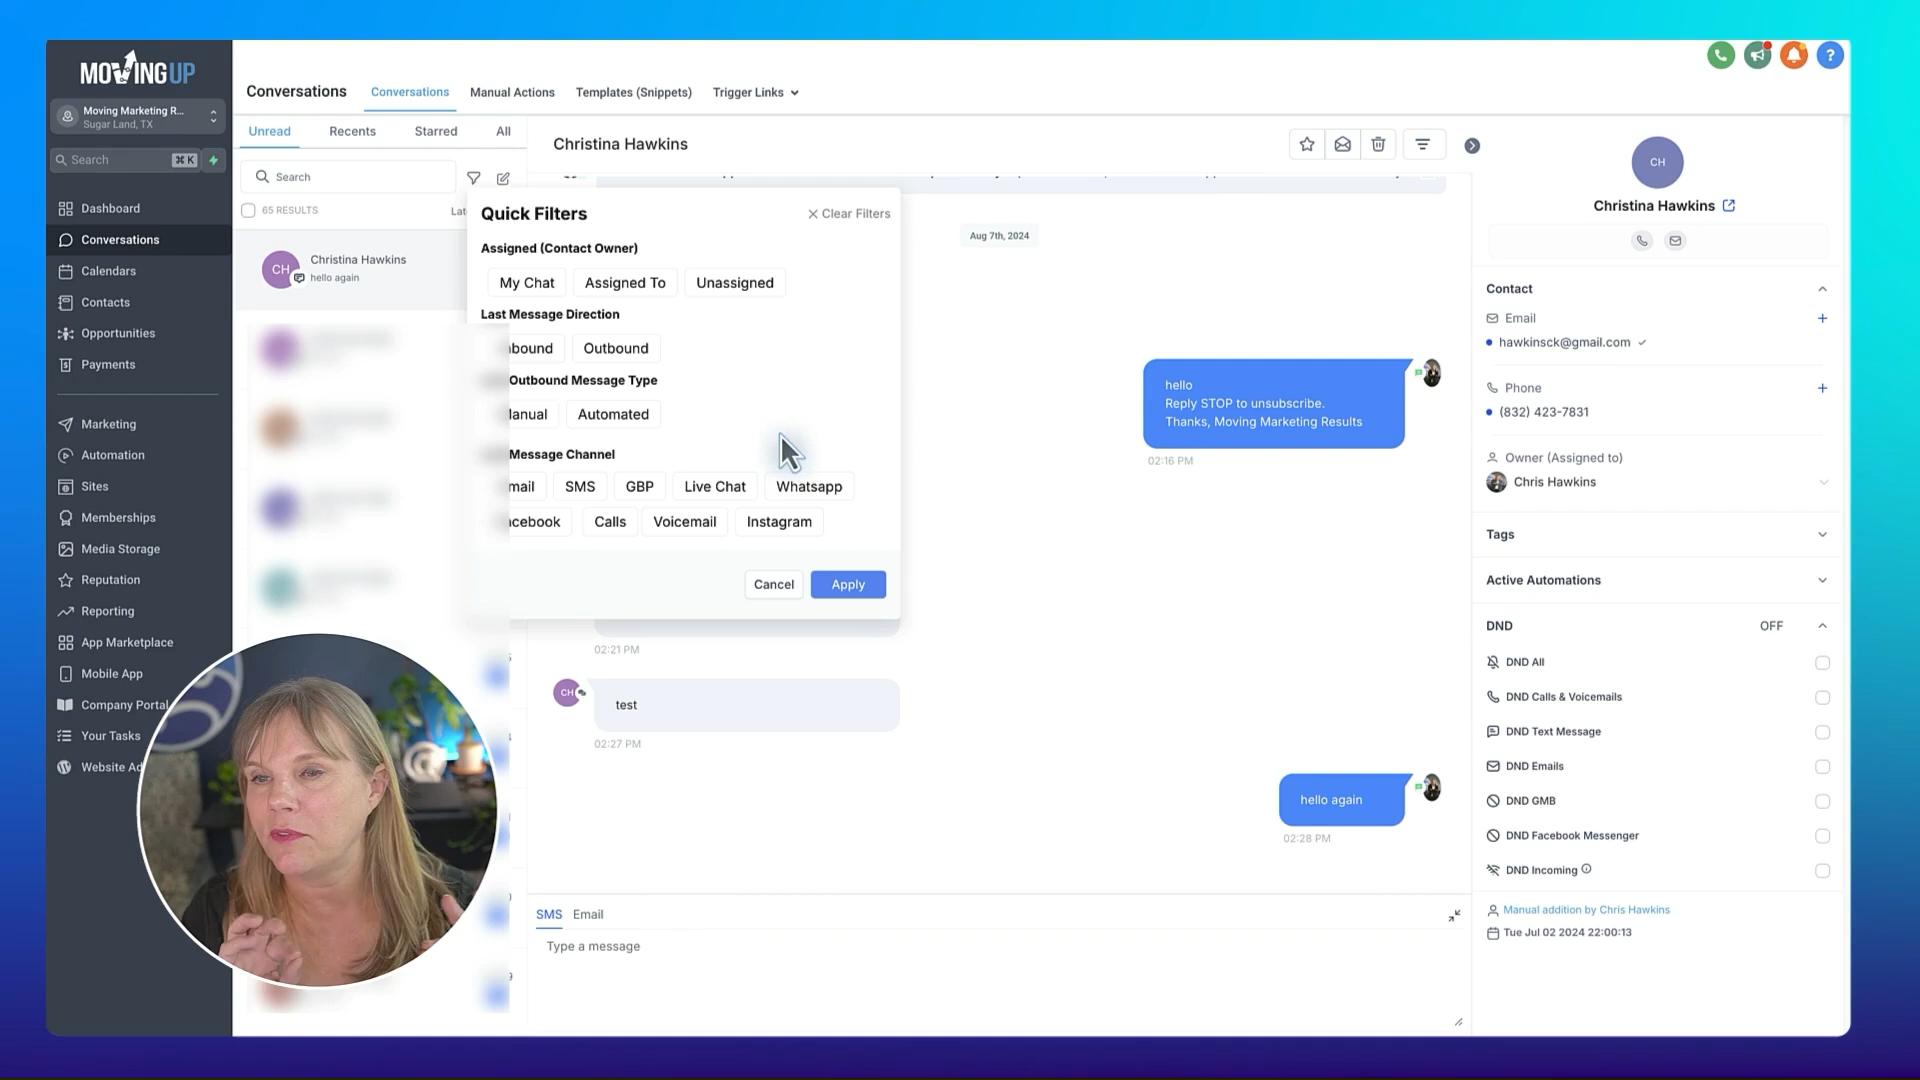 MOVINGUP
Moving Marketing R...
Sugar Land, TX
Search
⌘ K
Dashboard
Conversations
Calendars
Contacts
Opportunities
Payments
Marketing
Automation
Sites
Memberships
Media Storage
Reputation
Reporting
App Marketplace
Mobile App
Company Portal
Your Tasks
Website Ad
Conversations
Conversations
Manual Actions
Templates (Snippets)
Trigger Links
?
Unread
Recents
Starred
All
Search
65 RESULTS
Lat
CH
Christina Hawkins
hello again
Christina Hawkins
Quick Filters
Clear Filters
Assigned (Contact Owner)
My Chat
Assigned To
Unassigned
Last Message Direction
nbound
Outbound
Outbound Message Type
anual
Automated
Message Channel
mail
SMS
GBP
Live Chat
Whatsapp
acebook
Calls
Voicemail
Instagram
Cancel
Apply
Aug 7th, 2024
hello
Reply STOP to unsubscribe.
Thanks, Moving Marketing Results
02:16 PM
02:21 PM
CH
test
02:27 PM
hello again
02:28 PM
SMS
Email
Type a message
CH
Christina Hawkins
Contact
Email
hawkinsck@gmail.com
Phone
(832) 423-7831
Owner (Assigned to)
Chris Hawkins
Tags
Active Automations
DND
OFF
DND All
DND Calls & Voicemails
DND Text Message
DND Emails
DND GMB
DND Facebook Messenger
DND Incoming
Manual addition by Chris Hawkins
Tue Jul 02 2024 22:00:13